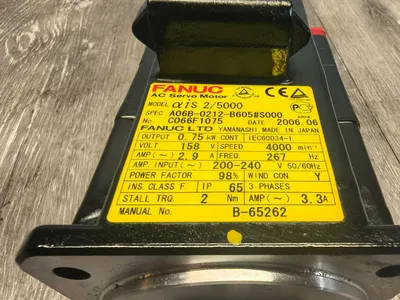 FANUC
AC Servo Motor
MODEL αiS 2/5000
SPEC. A06B-0212-B605#S000
No C066F1075 DATE 2006.06
FANUC LTD YAMANASHI, MADE IN JAPAN
OUTPUT 0.75 kW CONT. IEC60034-1
VOLT 158 V SPEED 4000 min⁻¹
AMP(～) 2.9 A FREQ. 267 Hz
AMP. INPUT(～) 200-240 V 50/60Hz
POWER FACTOR 98% WIND.CON. Y
INS.CLASS F IP 65 3 PHASES
STALL TRQ. 2 Nm AMP(～) 3.3A
MANUAL No. B-65262